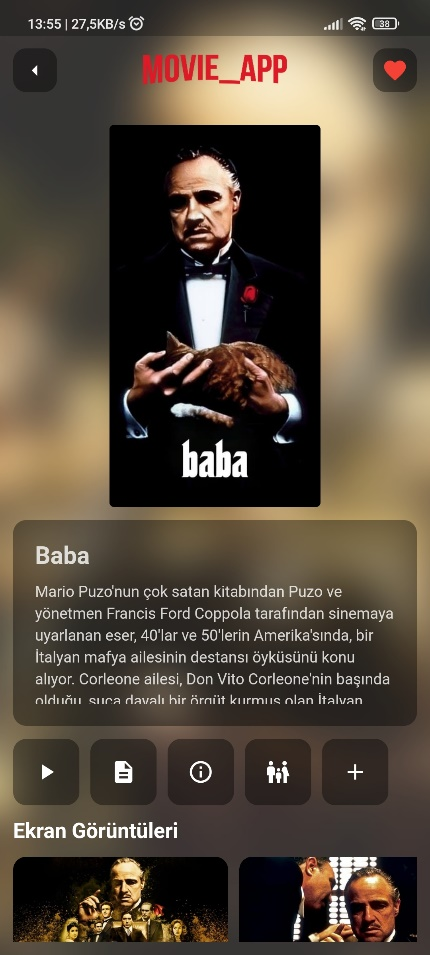 13:55 | 27,5KB/s
38
MOVIE_APP
baba
Baba
Mario Puzo'nun çok satan kitabından Puzo ve
yönetmen Francis Ford Coppola tarafından sinemaya
uyarlanan eser, 40'lar ve 50'lerin Amerika'sında, bir
İtalyan mafya ailesinin destansı öyküsünü konu
alıyor. Corleone ailesi, Don Vito Corleone'nin başında
olduğu, suça dayalı bir örgüt kurmuş olan İtalyan
Ekran Görüntüleri